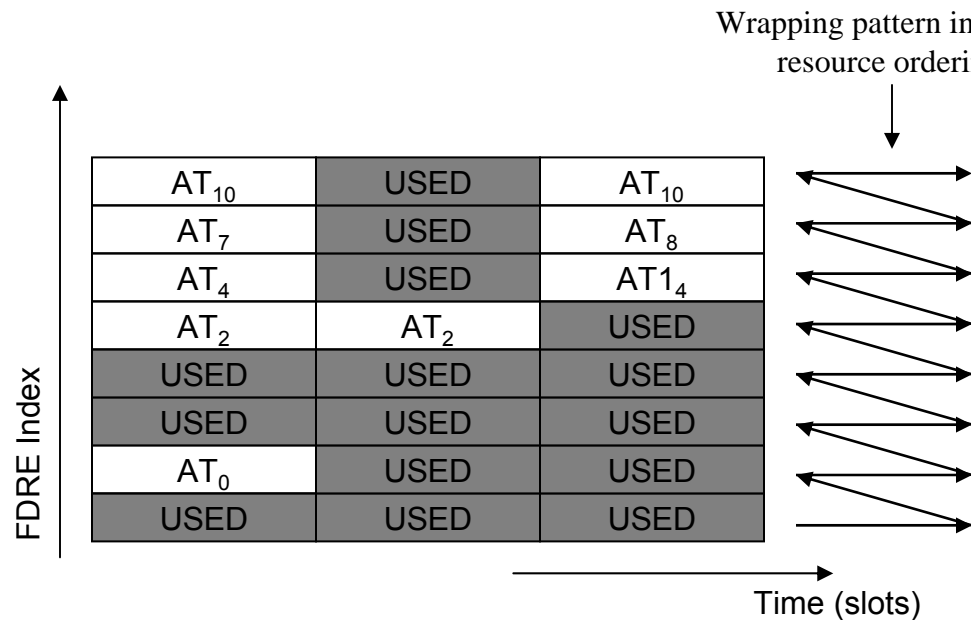 Wrapping pattern in
resource orderi
FDRE Index
AT₁₀ USED AT₁₀
AT₇ USED AT₈
AT₄ USED AT1₄
AT₂ AT₂ USED
USED USED USED
USED USED USED
AT₀ USED USED
USED USED USED
Time (slots)